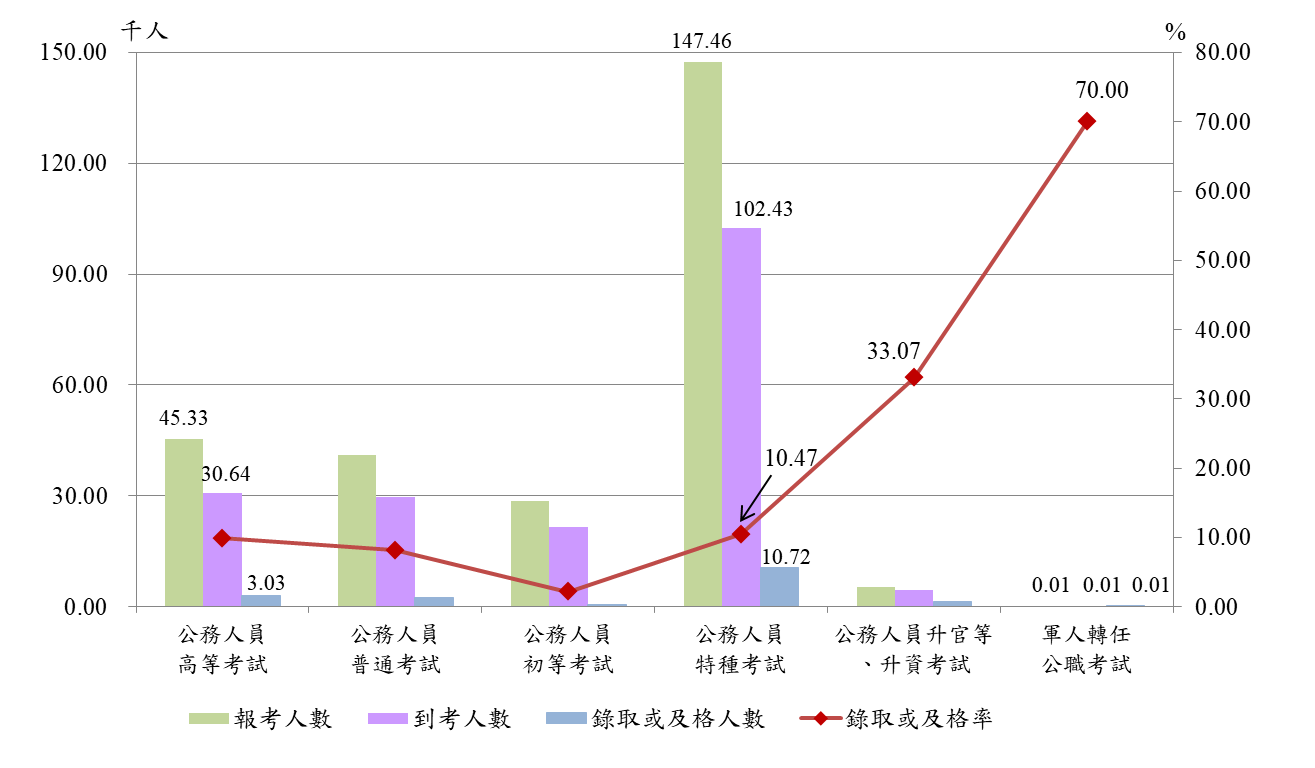 千人
%
150.00
120.00
90.00
60.00
30.00
0.00
80.00
70.00
60.00
50.00
40.00
30.00
20.00
10.00
0.00
147.46
102.43
10.72
10.47
45.33
30.64
3.03
33.07
70.00
0.01 0.01 0.01
公務人員
高等考試
公務人員
普通考試
公務人員
初等考試
公務人員
特種考試
公務人員升官等
、升資考試
軍人轉任
公職考試
報考人數 到考人數 錄取或及格人數 錄取或及格率